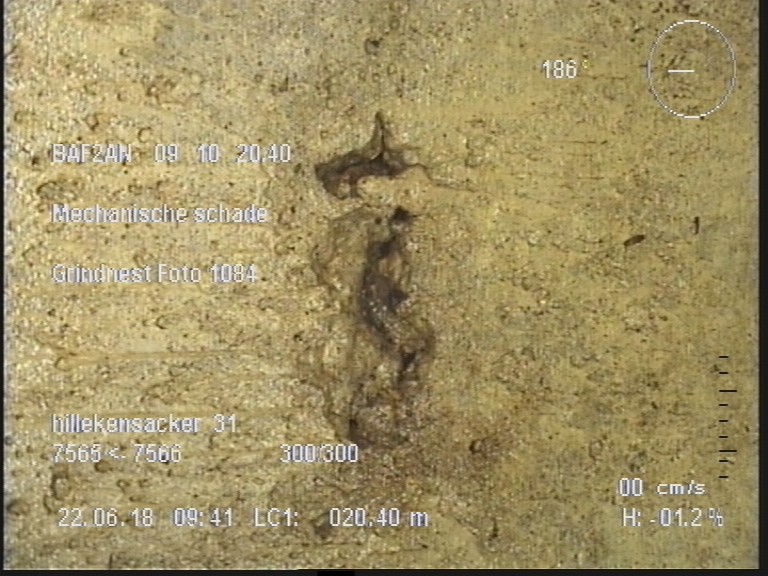 186°
BAF2AN 09 10 20.40
Mechanische schade
Grindnest Foto 1084
hillekensacker 31
7565 <- 7566 300/300
00 cm/s
22.06.18 09:41 LC1: 020.40 m H: -01.2 %